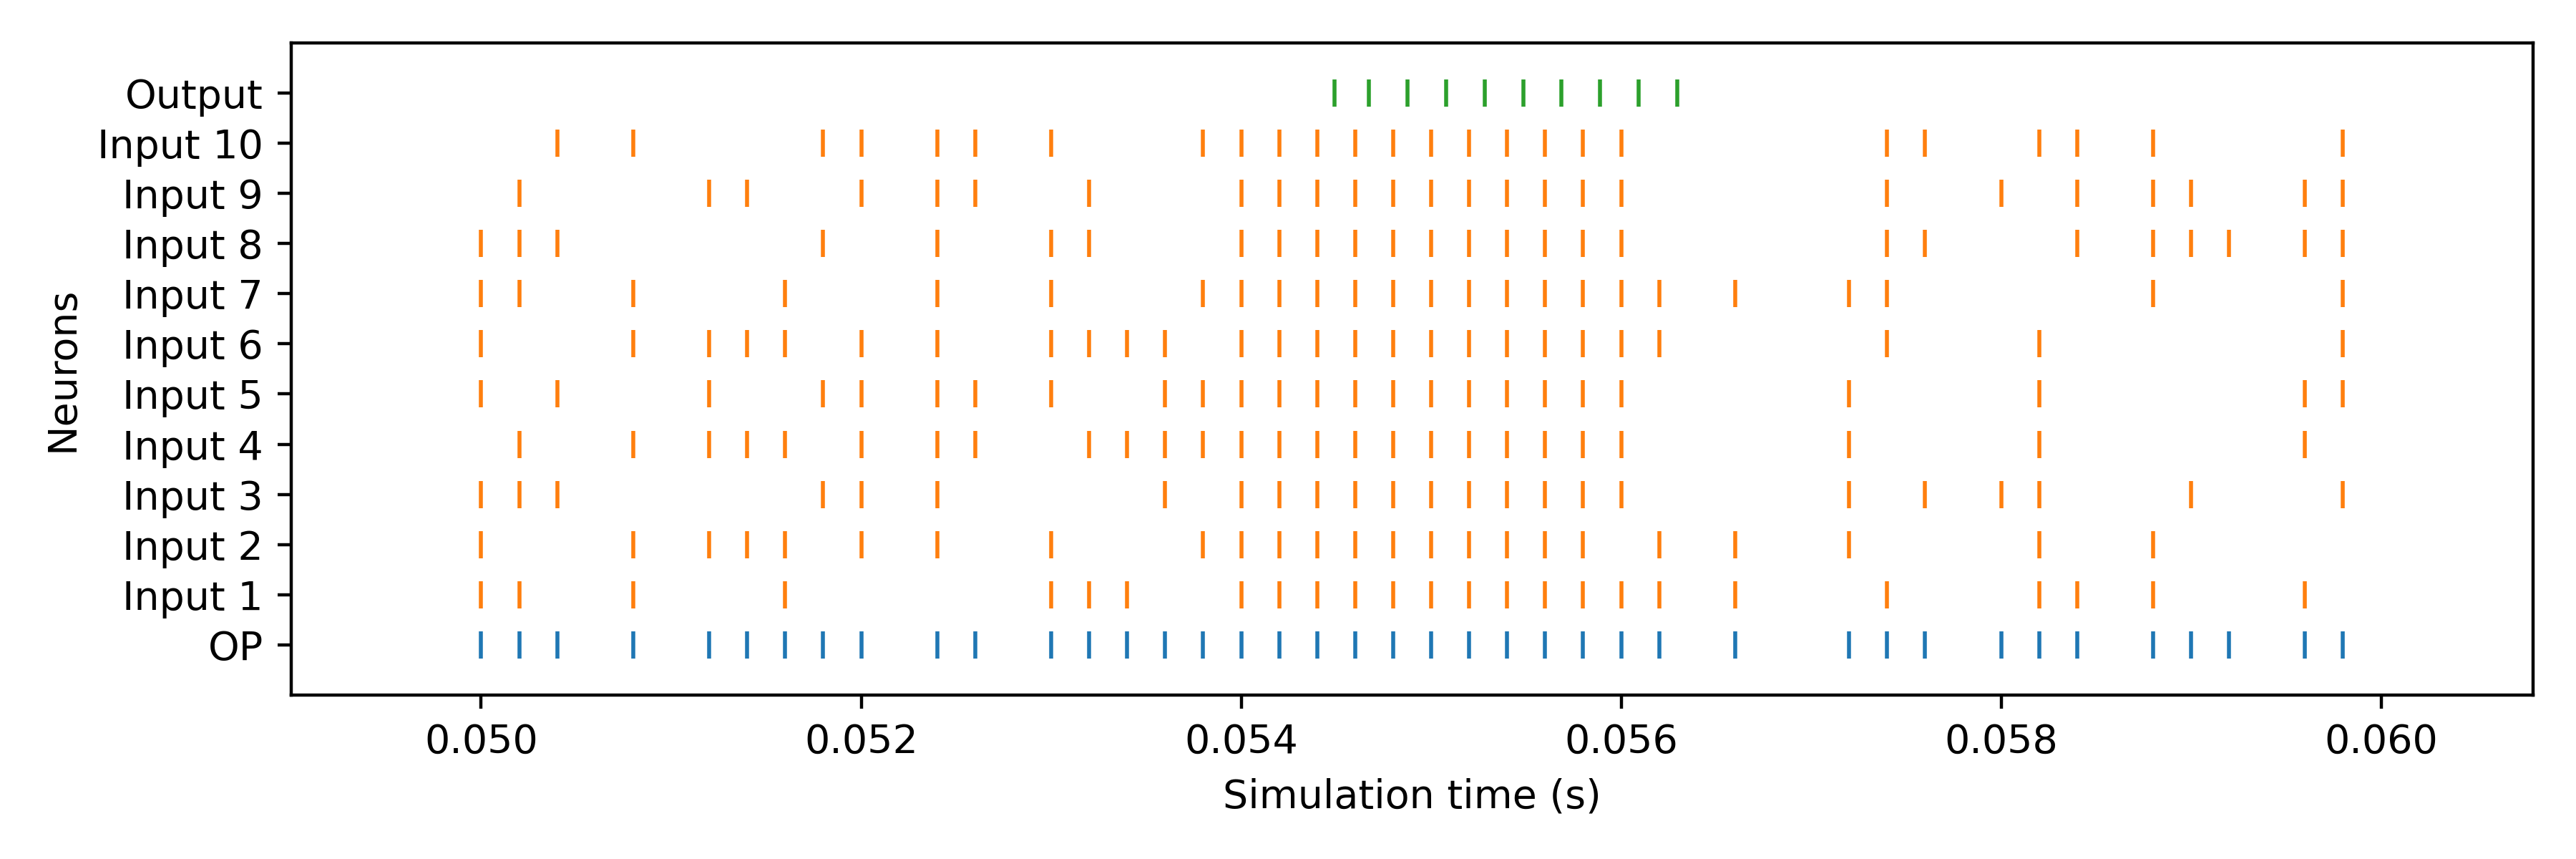 Output
Input 10
Input 9
Input 8
Input 7
Input 6
Input 5
Input 4
Input 3
Input 2
Input 1
OP
Neurons
0.050 0.052 0.054 0.056 0.058 0.060
Simulation time (s)